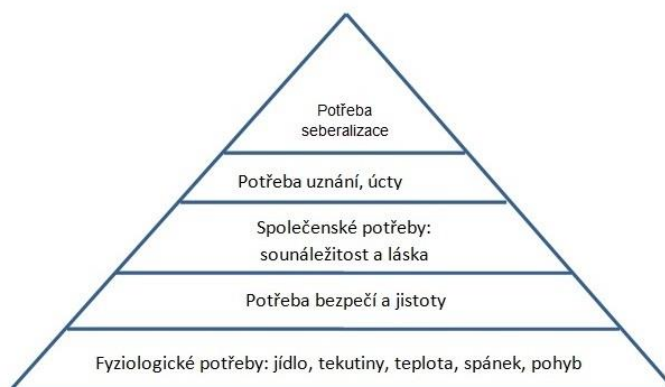 Potřeba
seberalizace
Potřeba uznání, úcty
Společenské potřeby:
sounáležitost a láska
Potřeba bezpečí a jistoty
Fyziologické potřeby: jídlo, tekutiny, teplota, spánek, pohyb